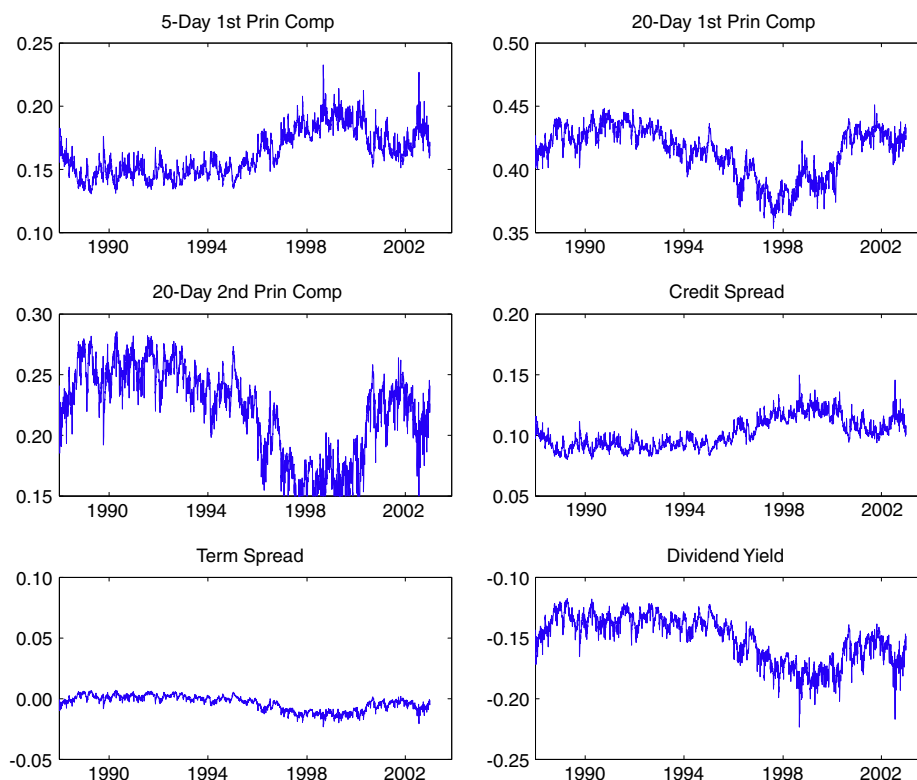 5-Day 1st Prin Comp
0.25
0.20
0.15
0.10
1990 1994 1998 2002
20-Day 1st Prin Comp
0.50
0.45
0.40
0.35
1990 1994 1998 2002
20-Day 2nd Prin Comp
0.30
0.25
0.20
0.15
1990 1994 1998 2002
Credit Spread
0.20
0.15
0.10
0.05
1990 1994 1998 2002
Term Spread
0.10
0.05
0.00
-0.05
1990 1994 1998 2002
Dividend Yield
-0.10
-0.15
-0.20
-0.25
1990 1994 1998 2002